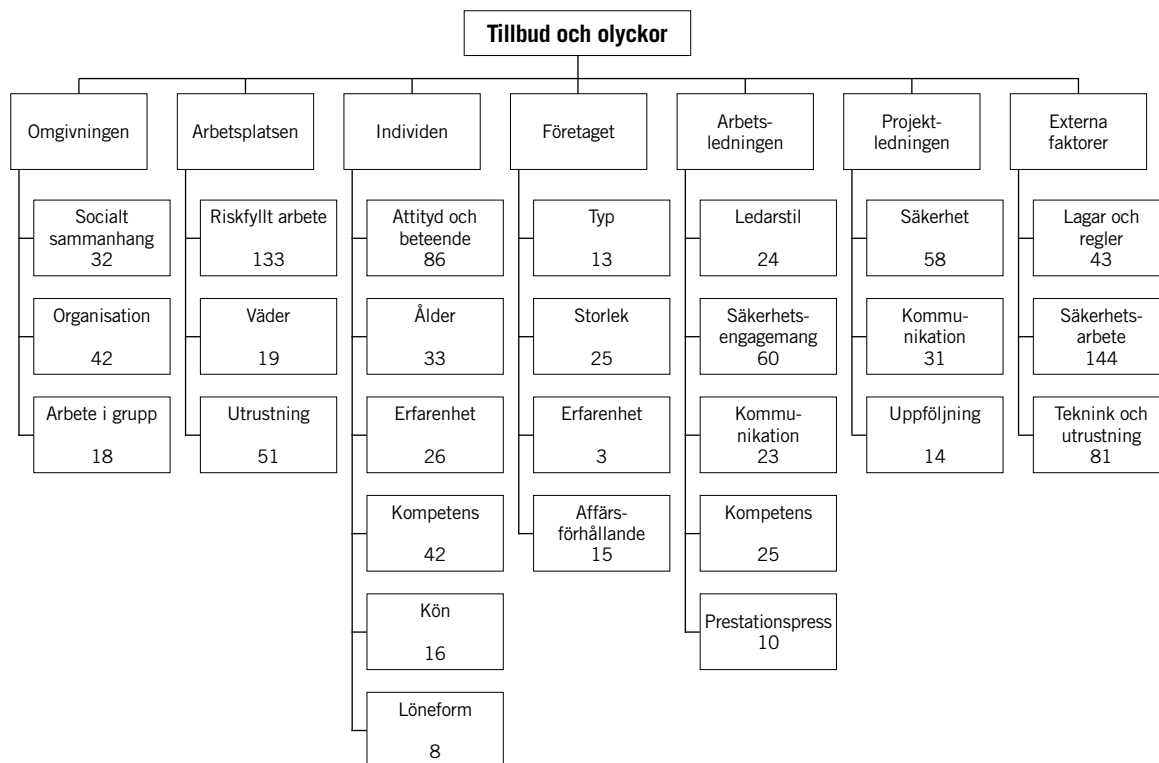 Tillbud och olyckor
Omgivningen
Arbetsplatsen
Individen
Företaget
Arbets-
ledningen
Projekt-
ledningen
Externa
faktorer
Socialt
sammanhang
32
Organisation
42
Arbete i grupp
18
Riskfyllt arbete
133
Väder
19
Utrustning
51
Attityd och
beteende
86
Ålder
33
Erfarenhet
26
Kompetens
42
Kön
16
Löneform
8
Typ
13
Storlek
25
Erfarenhet
3
Affärs-
förhållande
15
Ledarstil
24
Säkerhets-
engagemang
60
Kommu-
nikation
23
Kompetens
25
Prestationspress
10
Säkerhet
58
Kommu-
nikation
31
Uppföljning
14
Lagar och
regler
43
Säkerhets-
arbete
144
Teknink och
utrustning
81